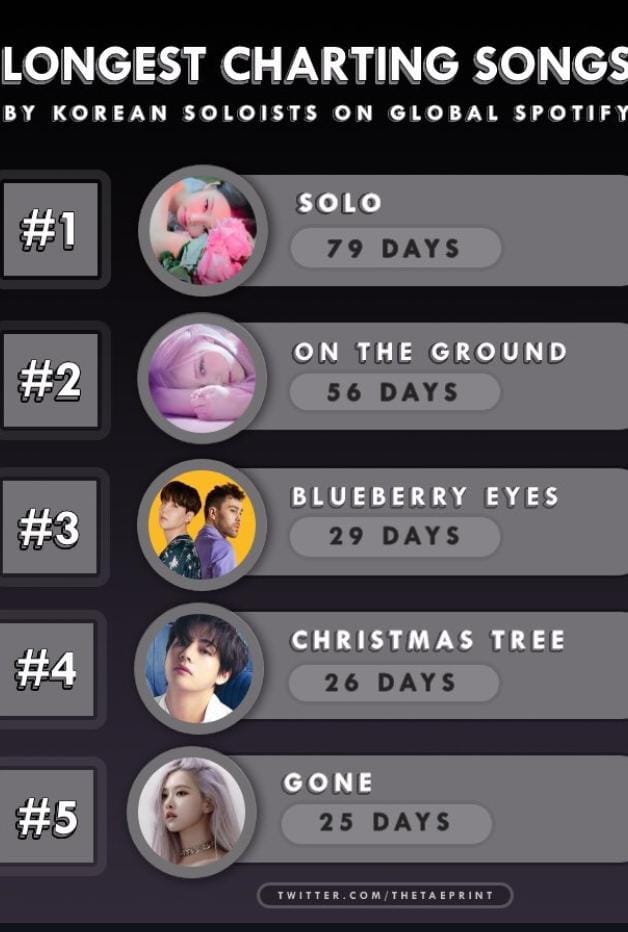 LONGEST CHARTING SONGS
BY KOREAN SOLOISTS ON GLOBAL SPOTIFY
#1
SOLO
79 DAYS
#2
ON THE GROUND
56 DAYS
#3
BLUEBERRY EYES
29 DAYS
#4
CHRISTMAS TREE
26 DAYS
#5
GONE
25 DAYS
TWITTER.COM/THETAEPRINT